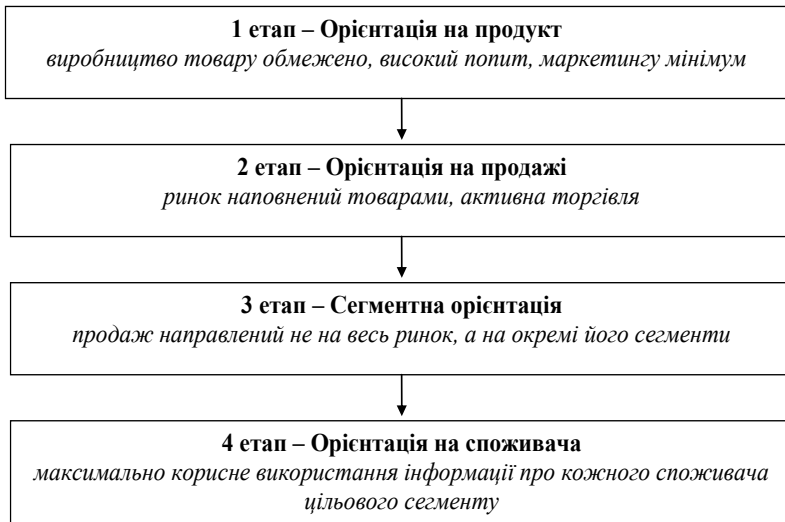 1 етап – Орієнтація на продукт
виробництво товару обмежено, високий попит, маркетингу мінімум
2 етап – Орієнтація на продажі
ринок наповнений товарами, активна торгівля
3 етап – Сегментна орієнтація
продаж направлений не на весь ринок, а на окремі його сегменти
4 етап – Орієнтація на споживача
максимально корисне використання інформації про кожного споживача
цільового сегменту